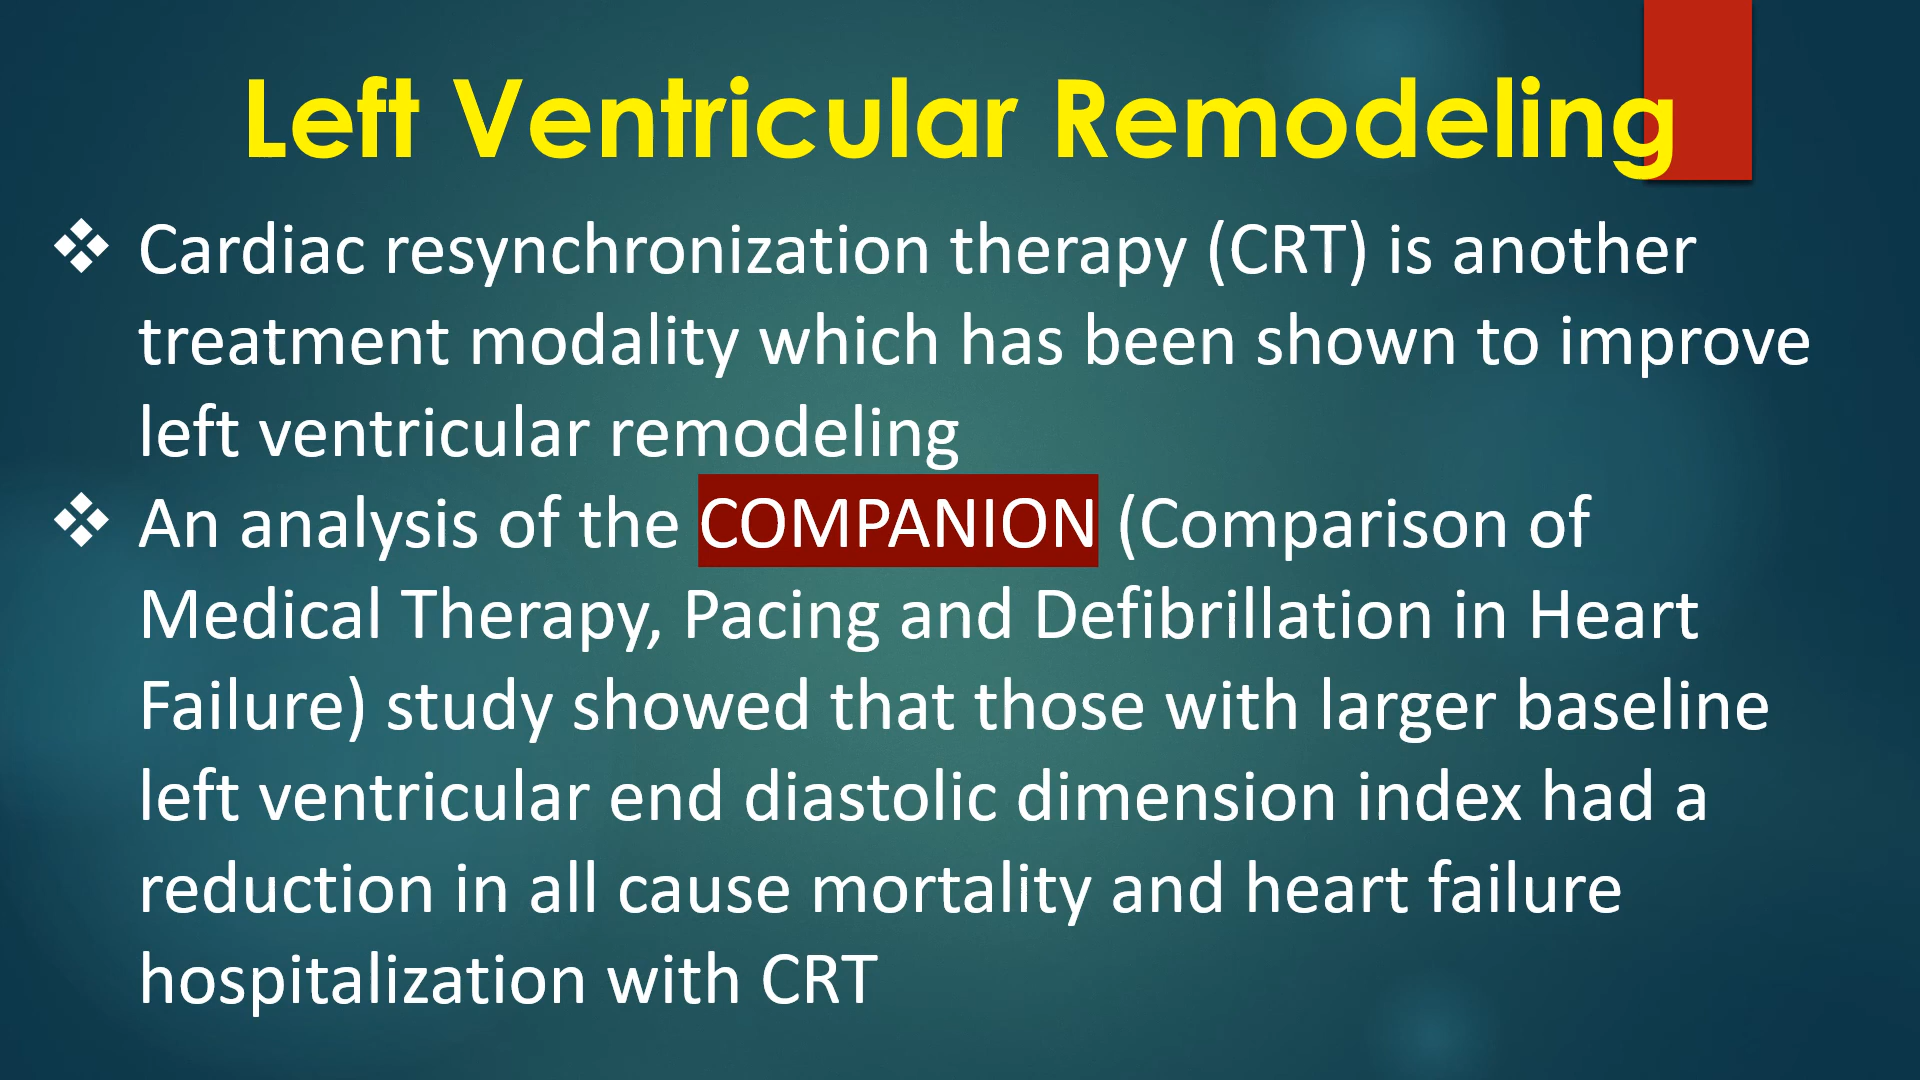 Left Ventricular Remodeling
❖ Cardiac resynchronization therapy (CRT) is another
treatment modality which has been shown to improve
left ventricular remodeling
❖ An analysis of the COMPANION (Comparison of
Medical Therapy, Pacing and Defibrillation in Heart
Failure) study showed that those with larger baseline
left ventricular end diastolic dimension index had a
reduction in all cause mortality and heart failure
hospitalization with CRT